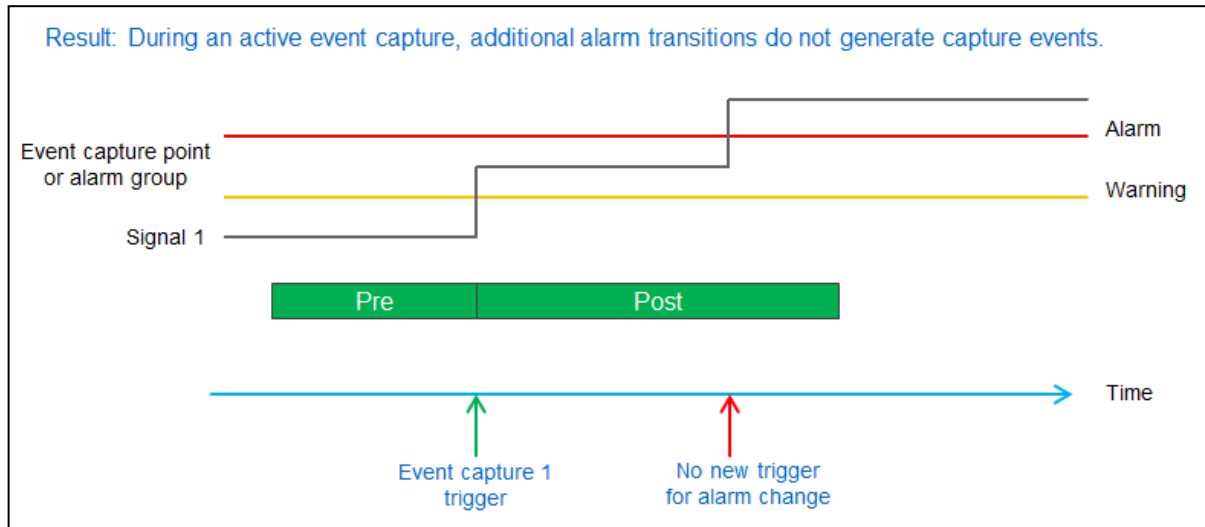 Result: During an active event capture, additional alarm transitions do not generate capture events.
Event capture point
or alarm group
Alarm
Warning
Signal 1
Pre
Post
Time
Event capture 1
trigger
No new trigger
for alarm change